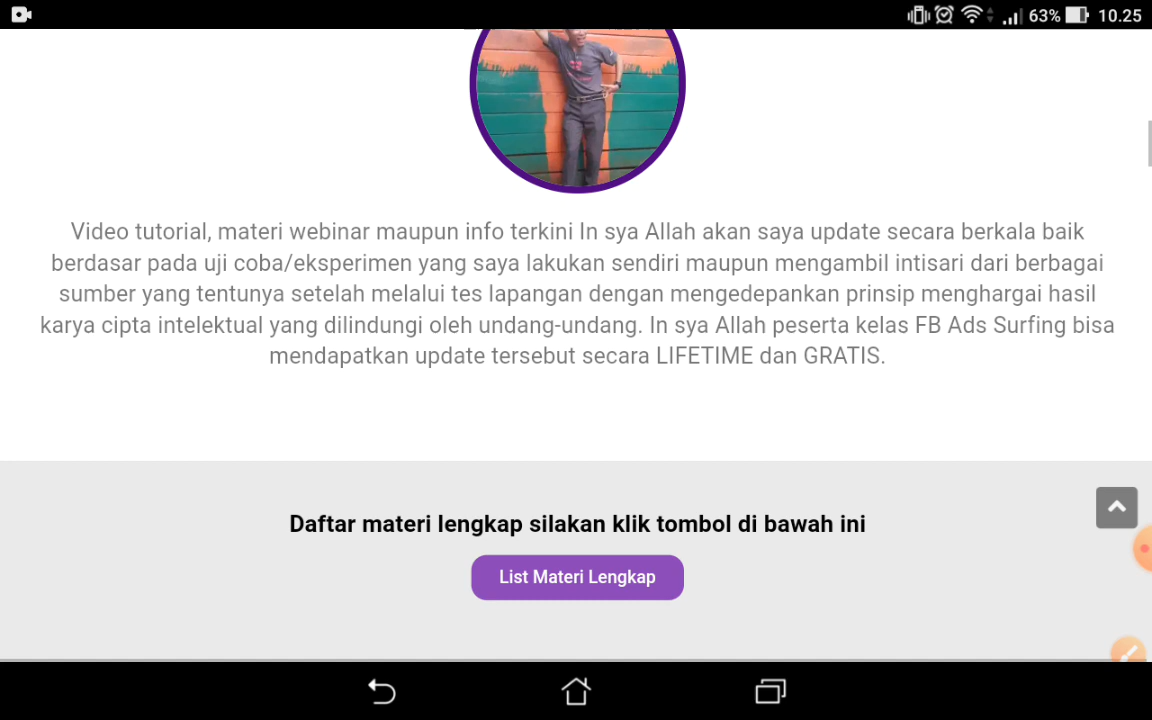 63% 10.25
Video tutorial, materi webinar maupun info terkini In sya Allah akan saya update secara berkala baik
berdasar pada uji coba/eksperimen yang saya lakukan sendiri maupun mengambil intisari dari berbagai
sumber yang tentunya setelah melalui tes lapangan dengan mengedepankan prinsip menghargai hasil
karya cipta intelektual yang dilindungi oleh undang-undang. In sya Allah peserta kelas FB Ads Surfing bisa
mendapatkan update tersebut secara LIFETIME dan GRATIS.
Daftar materi lengkap silakan klik tombol di bawah ini
List Materi Lengkap